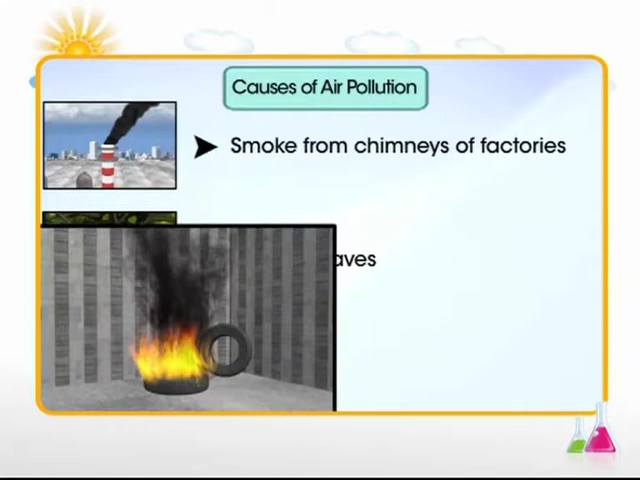 Causes of Air Pollution
Smoke from chimneys of factories
aves